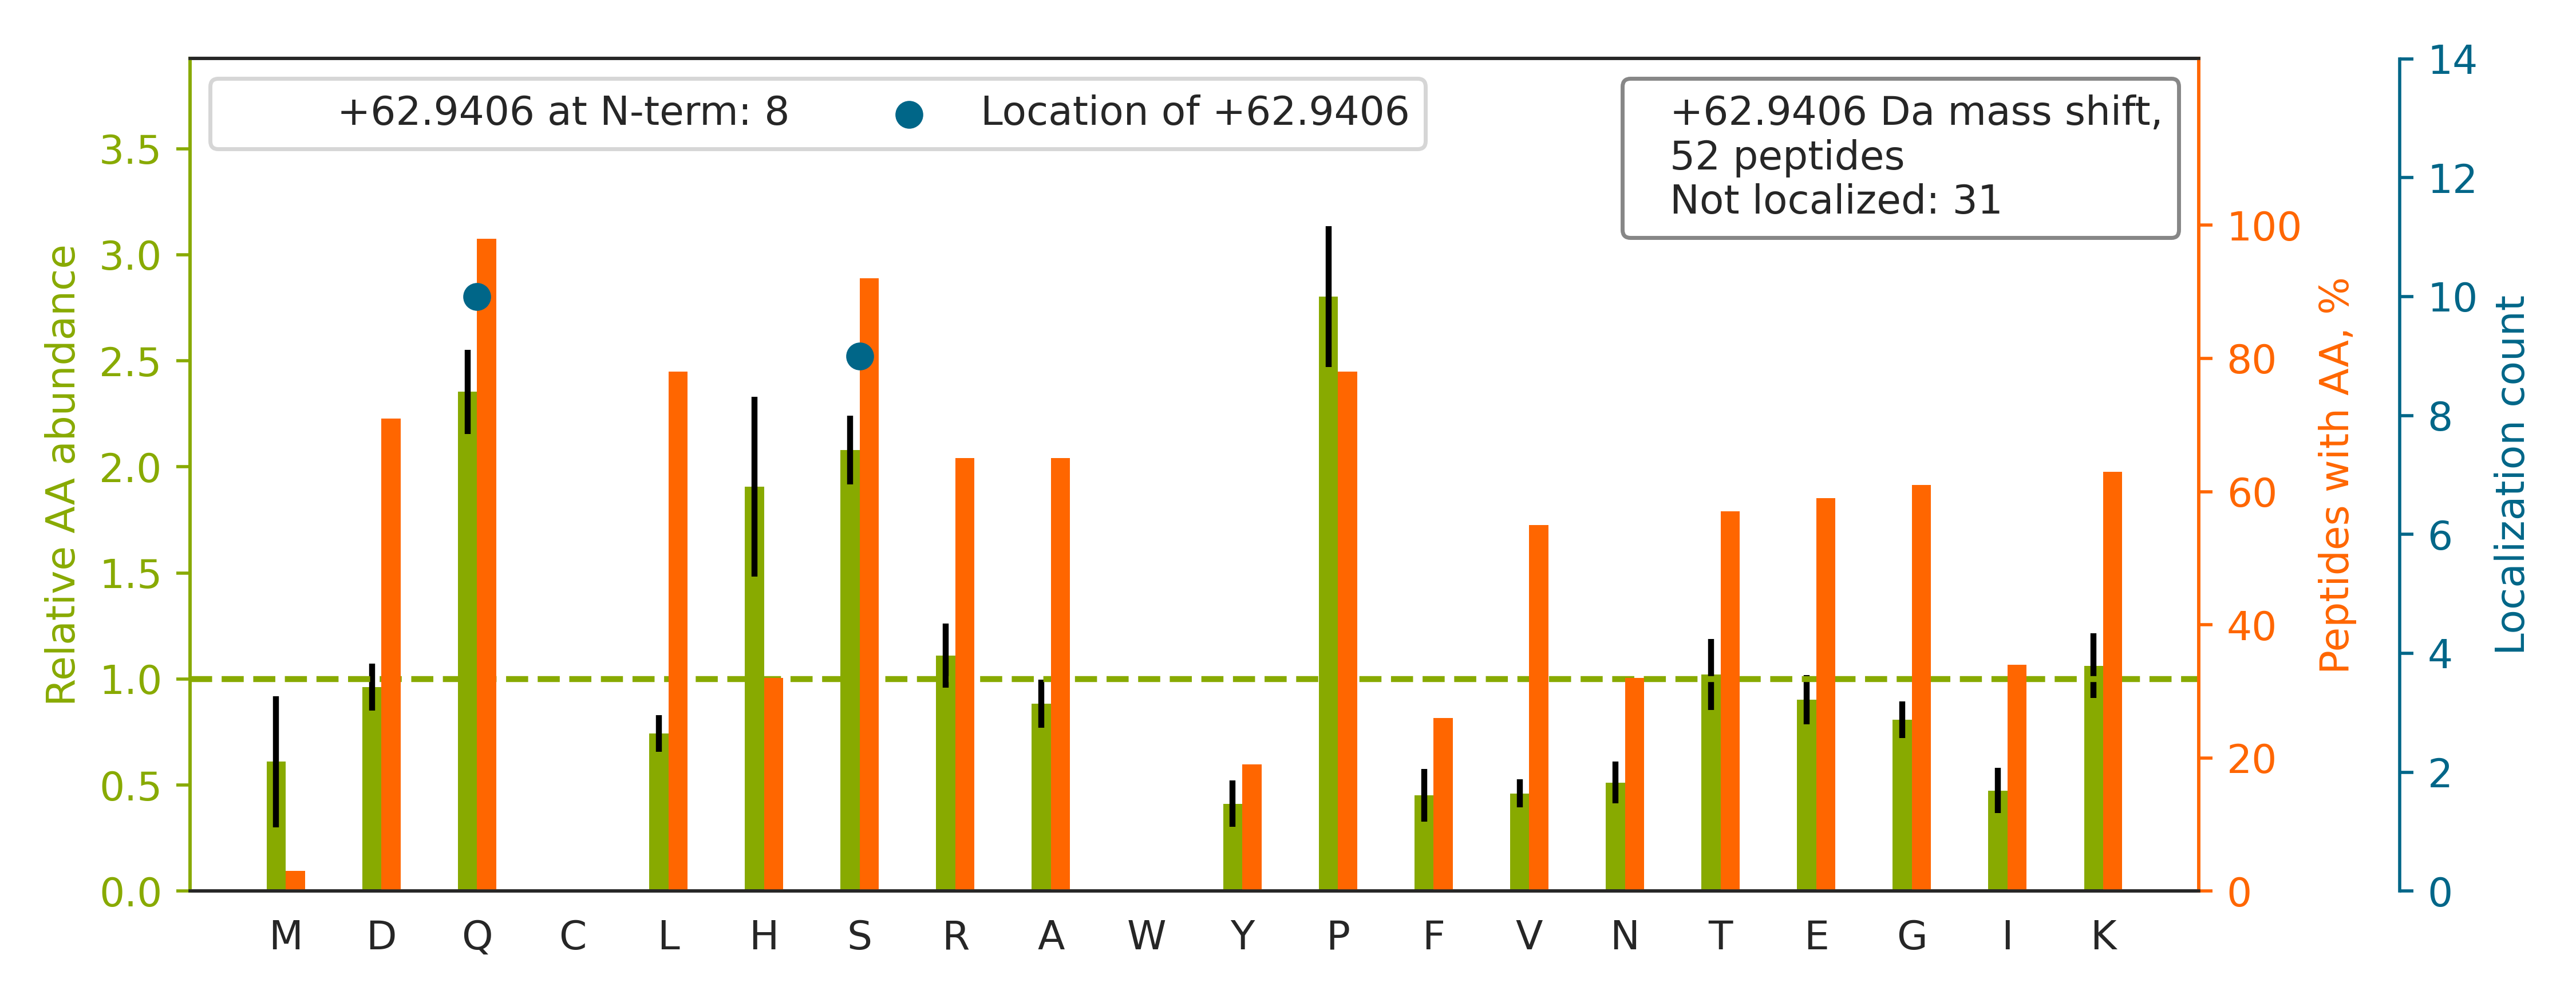 +62.9406 at N-term: 8
Location of +62.9406
+62.9406 Da mass shift,
52 peptides
Not localized: 31
Relative AA abundance
3.5
3.0
2.5
2.0
1.5
1.0
0.5
0.0
M D Q C L H S R A W Y P F V N T E G I K
100
80
60
40
20
0
Peptides with AA, %
14
12
10
8
6
4
2
0
Localization count